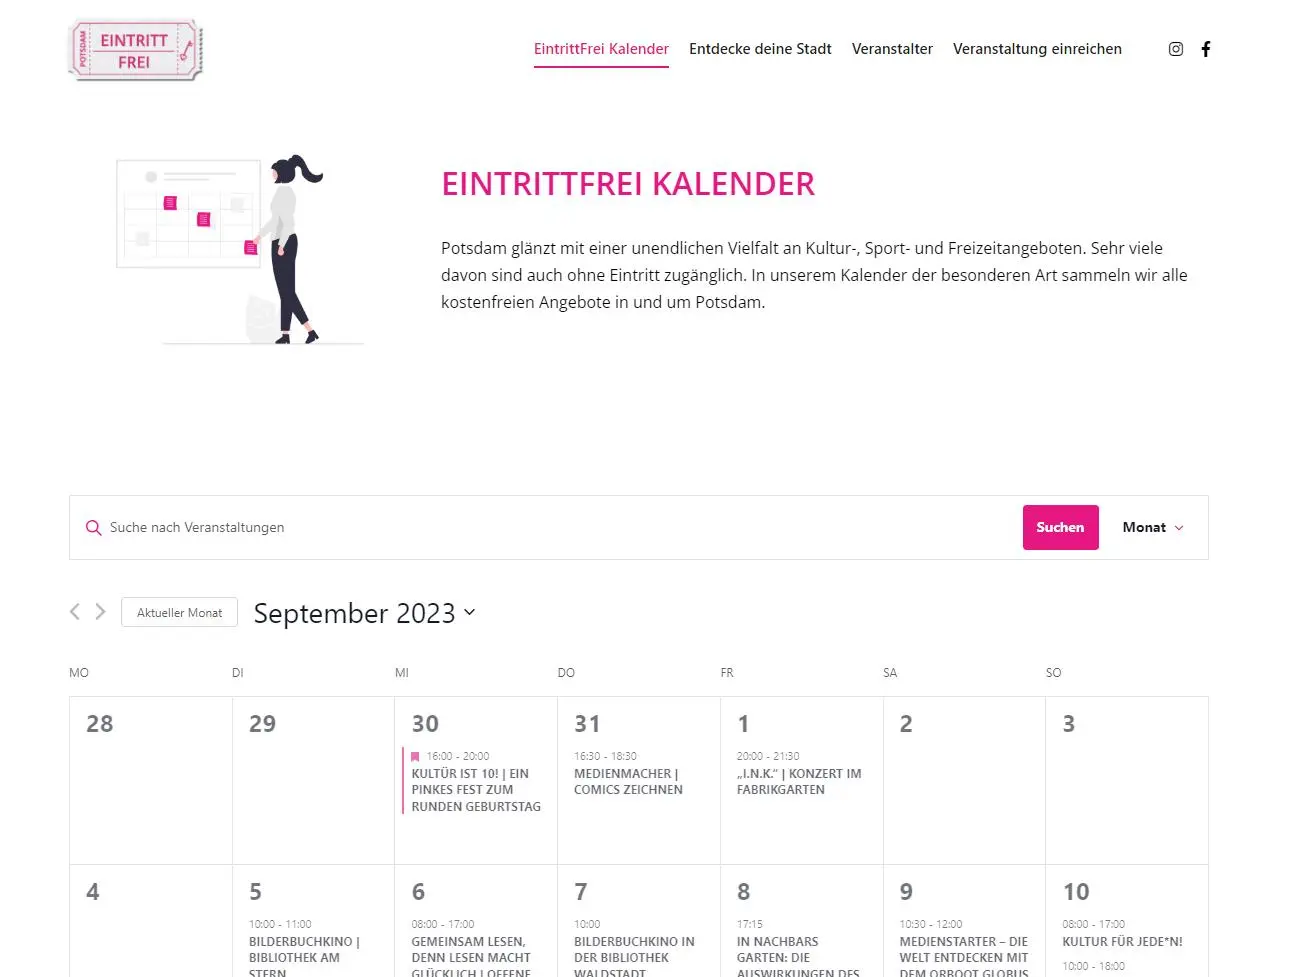 POTSDAM
EINTRITT
FREI
EintrittFrei Kalender
Entdecke deine Stadt
Veranstalter
Veranstaltung einreichen
EINTRITTFREI KALENDER
Potsdam glänzt mit einer unendlichen Vielfalt an Kultur-, Sport- und Freizeitangeboten. Sehr viele
davon sind auch ohne Eintritt zugänglich. In unserem Kalender der besonderen Art sammeln wir alle
kostenfreien Angebote in und um Potsdam.
Suche nach Veranstaltungen
Suchen
Monat
Aktueller Monat
September 2023
MO
DI
MI
DO
FR
SA
SO
28
29
30
16:00 - 20:00
KULTÜR IST 10! | EIN
PINKES FEST ZUM
RUNDEN GEBURTSTAG
31
16:30 - 18:30
MEDIENMACHER |
COMICS ZEICHNEN
1
20:00 - 21:30
„I.N.K.“ | KONZERT IM
FABRIKGARTEN
2
3
4
5
10:00 - 11:00
BILDERBUCHKINO |
BIBLIOTHEK AM
STERN
6
08:00 - 17:00
GEMEINSAM LESEN,
DENN LESEN MACHT
GLÜCKLICH | OFFENE
7
10:00
BILDERBUCHKINO IN
DER BIBLIOTHEK
WALDSTADT
8
17:15
IN NACHBARS
GARTEN: DIE
AUSWIRKUNGEN DES
9
10:30 - 12:00
MEDIENSTARTER – DIE
WELT ENTDECKEN MIT
DEM ORBOOT GLOBUS
10
08:00 - 17:00
KULTUR FÜR JEDE*N!
10:00 - 18:00